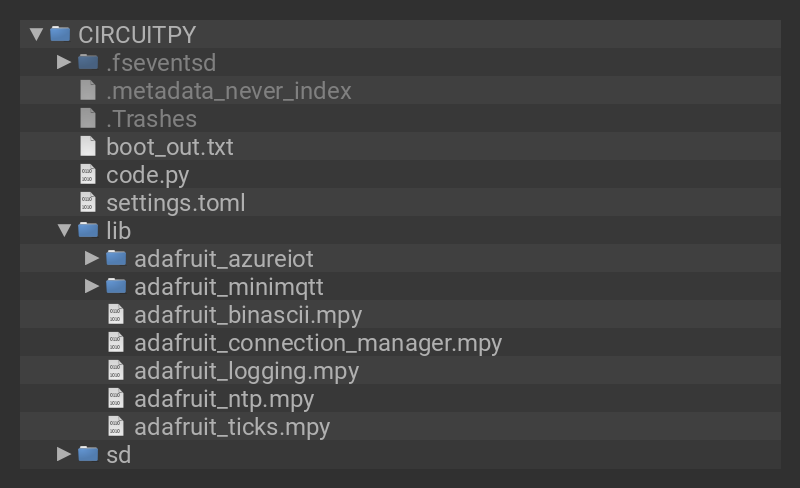 CIRCUITPY
.fseventsd
.metadata_never_index
.Trashes
boot_out.txt
code.py
settings.toml
lib
adafruit_azureiot
adafruit_minimqtt
adafruit_binascii.mpy
adafruit_connection_manager.mpy
adafruit_logging.mpy
adafruit_ntp.mpy
adafruit_ticks.mpy
sd